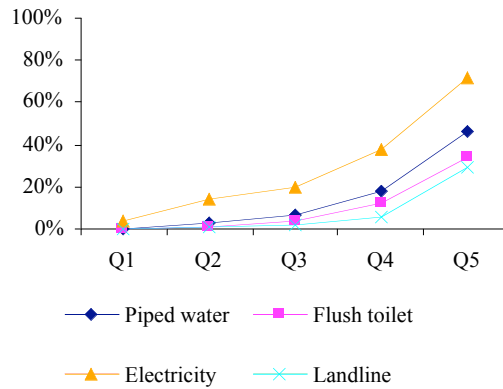 100%
80%
60%
40%
20%
0%
Q1 Q2 Q3 Q4 Q5
Piped water Flush toilet
Electricity Landline